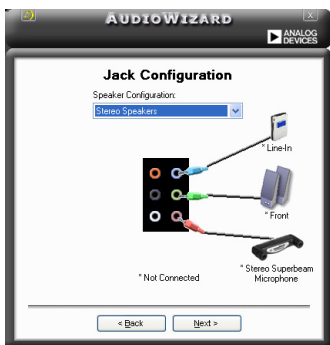 AUDIOWIZARD
ANALOG
DEVICES
Jack Configuration
Speaker Configuration:
Stereo Speakers
* Line-In
* Front
* Not Connected
* Stereo Superbeam
Microphone
< Back
Next >